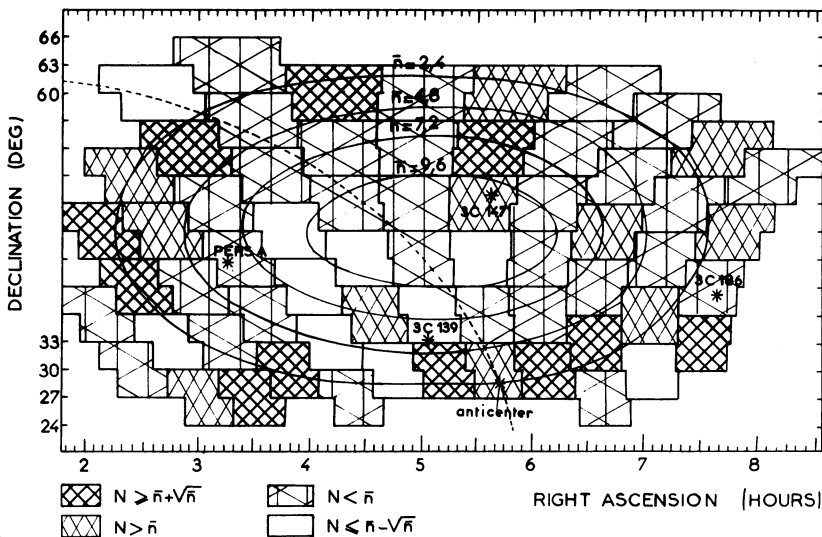 DECLINATION (DEG)
66
63
60
33
30
27
24
n̄=2,4
n̄=4,8
n̄=7,2
n̄=9,6
3C 147
PERS A
3C 186
3C 139
anticenter
2 3 4 5 6 7 8
RIGHT ASCENSION (HOURS)
N ⩾ n̄+√n̄
N > n̄
N < n̄
N ⩽ n̄-√n̄